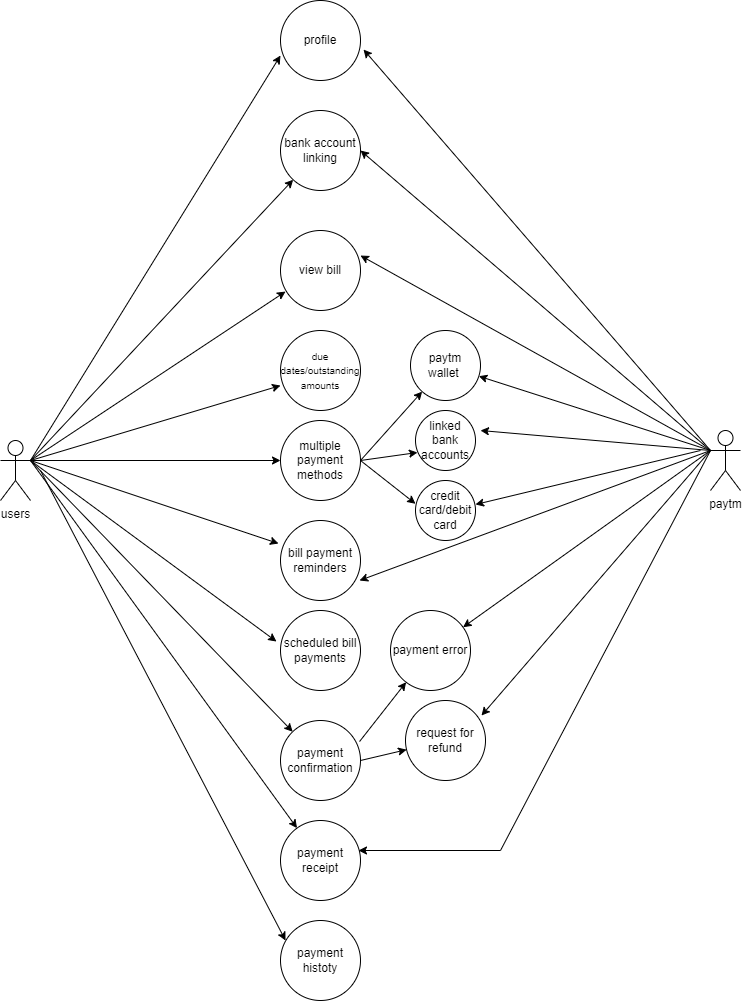 profile
bank account
linking
view bill
due
dates/outstanding
amounts
paytm
wallet
linked
bank
accounts
multiple
payment
methods
credit
card/debit
card
users
paytm
bill payment
reminders
scheduled bill
payments
payment error
request for
refund
payment
confirmation
payment
receipt
payment
histoty